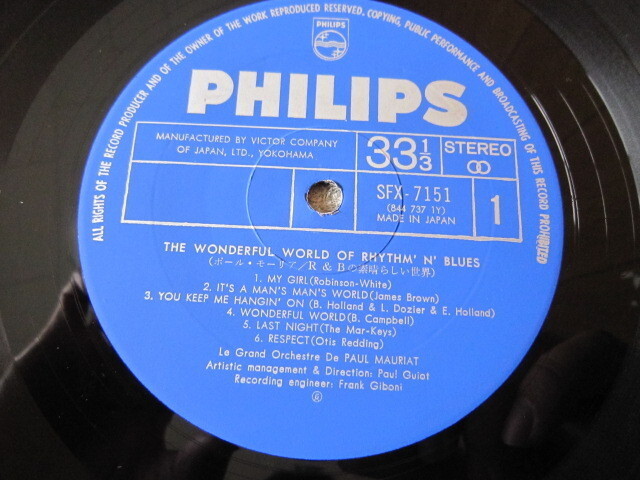 ALL RIGHTS OF THE RECORD PRODUCER AND OF THE OWNER OF THE WORK REPRODUCED RESERVED, COPYING, PUBLIC PERFORMANCE AND BROADCASTING OF THIS RECORD PROHIBITED
PHILIPS
PHILIPS
MANUFACTURED BY VICTOR COMPANY
OF JAPAN, LTD., YOKOHAMA
33 1/3
STEREO
SFX-7151
(844 737 1Y)
MADE IN JAPAN
1
THE WONDERFUL WORLD OF RHYTHM' N' BLUES
(ポール・モーリア/R & Bの素晴らしい世界)
1. MY GIRL(Robinson-White)
2. IT'S A MAN'S MAN'S WORLD(James Brown)
3. YOU KEEP ME HANGIN' ON (B. Holland & L. Dozier & E. Holland)
4. WONDERFUL WORLD(B. Campbell)
5. LAST NIGHT(The Mar-Keys)
6. RESPECT(Otis Redding)
Le Grand Orchestre De PAUL MAURIAT
Artistic management & Direction: Paul Guiot
Recording engineer: Frank Giboni